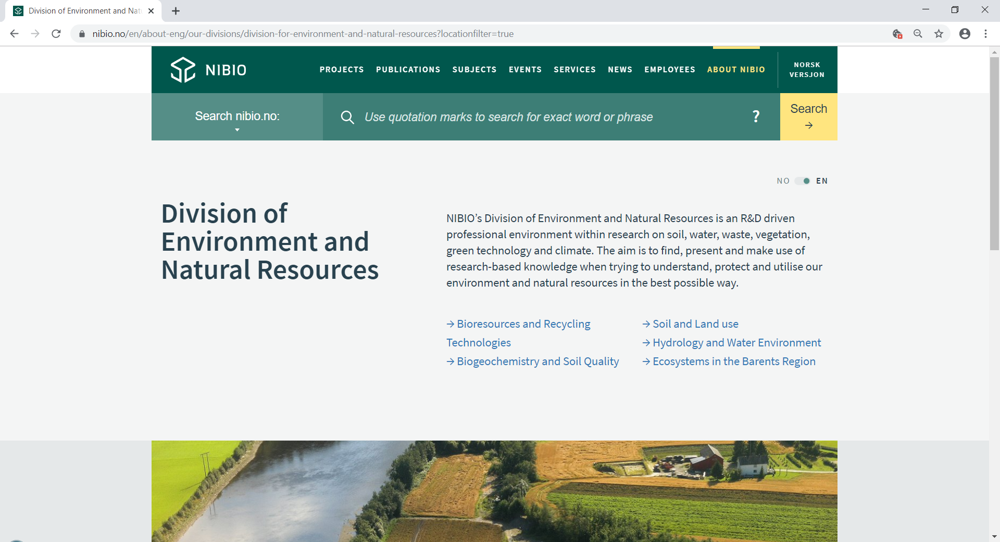 Division of Environment and Nat
nibio.no/en/about-eng/our-divisions/division-for-environment-and-natural-resources?locationfilter=true
NIBIO
PROJECTS PUBLICATIONS SUBJECTS EVENTS SERVICES NEWS EMPLOYEES ABOUT NIBIO
NORSK
VERSJON
Search nibio.no:
Use quotation marks to search for exact word or phrase
?
Search
NO EN
Division of
Environment and
Natural Resources
NIBIO’s Division of Environment and Natural Resources is an R&D driven
professional environment within research on soil, water, waste, vegetation,
green technology and climate. The aim is to find, present and make use of
research-based knowledge when trying to understand, protect and utilise our
environment and natural resources in the best possible way.
→ Bioresources and Recycling
Technologies
→ Biogeochemistry and Soil Quality
→ Soil and Land use
→ Hydrology and Water Environment
→ Ecosystems in the Barents Region